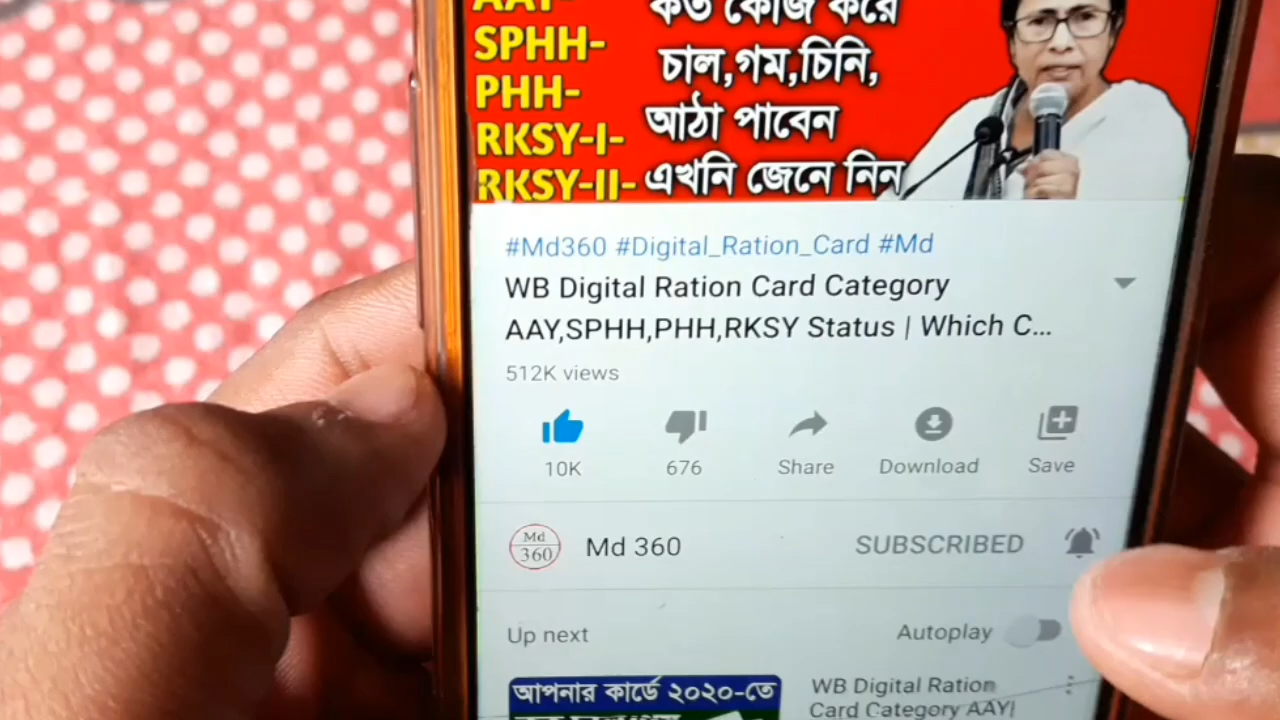 AAY-
SPHH-
PHH-
RKSY-I-
RKSY-II-
কত কেজি করে
চাল,গম,চিনি,
আঠা পাবেন
এখনি জেনে নিন
#Md360 #Digital_Ration_Card #Md
WB Digital Ration Card Category
AAY,SPHH,PHH,RKSY Status | Which C...
512K views
10K
676
Share
Download
Save
Md
360
Md 360
SUBSCRIBED
Up next
Autoplay
আপনার কার্ডে ২০২০-তে
WB Digital Ration
Card Category AAY|